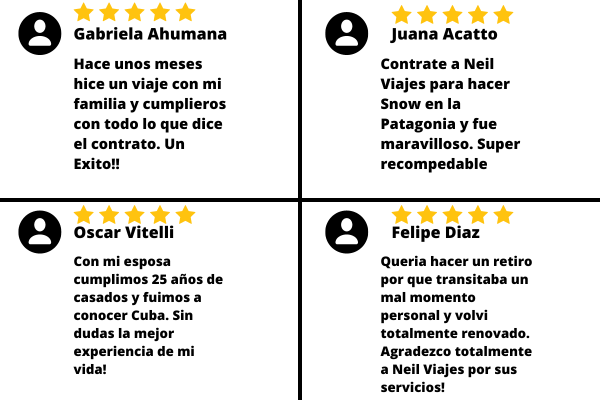 Gabriela Ahumana
Hace unos meses
hice un viaje con mi
familia y cumplieros
con todo lo que dice
el contrato. Un
Exito!!
Juana Acatto
Contrate a Neil
Viajes para hacer
Snow en la
Patagonia y fue
maravilloso. Super
recompedable
Oscar Vitelli
Con mi esposa
cumplimos 25 años de
casados y fuimos a
conocer Cuba. Sin
dudas la mejor
experiencia de mi
vida!
Felipe Diaz
Queria hacer un retiro
por que transitaba un
mal momento
personal y volvi
totalmente renovado.
Agradezco totalmente
a Neil Viajes por sus
servicios!